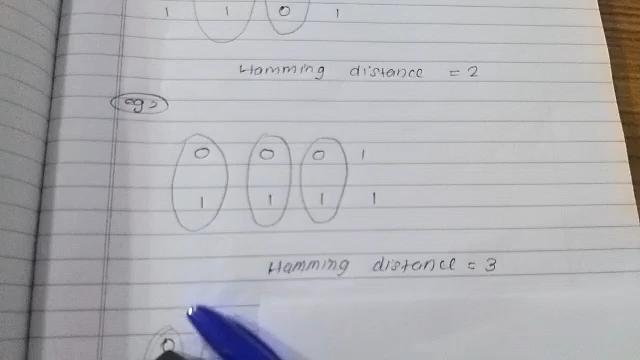 1 1 0 1
Hamming distance = 2
eg>
0 0 0 1
1 1 1 1
Hamming distance = 3
0